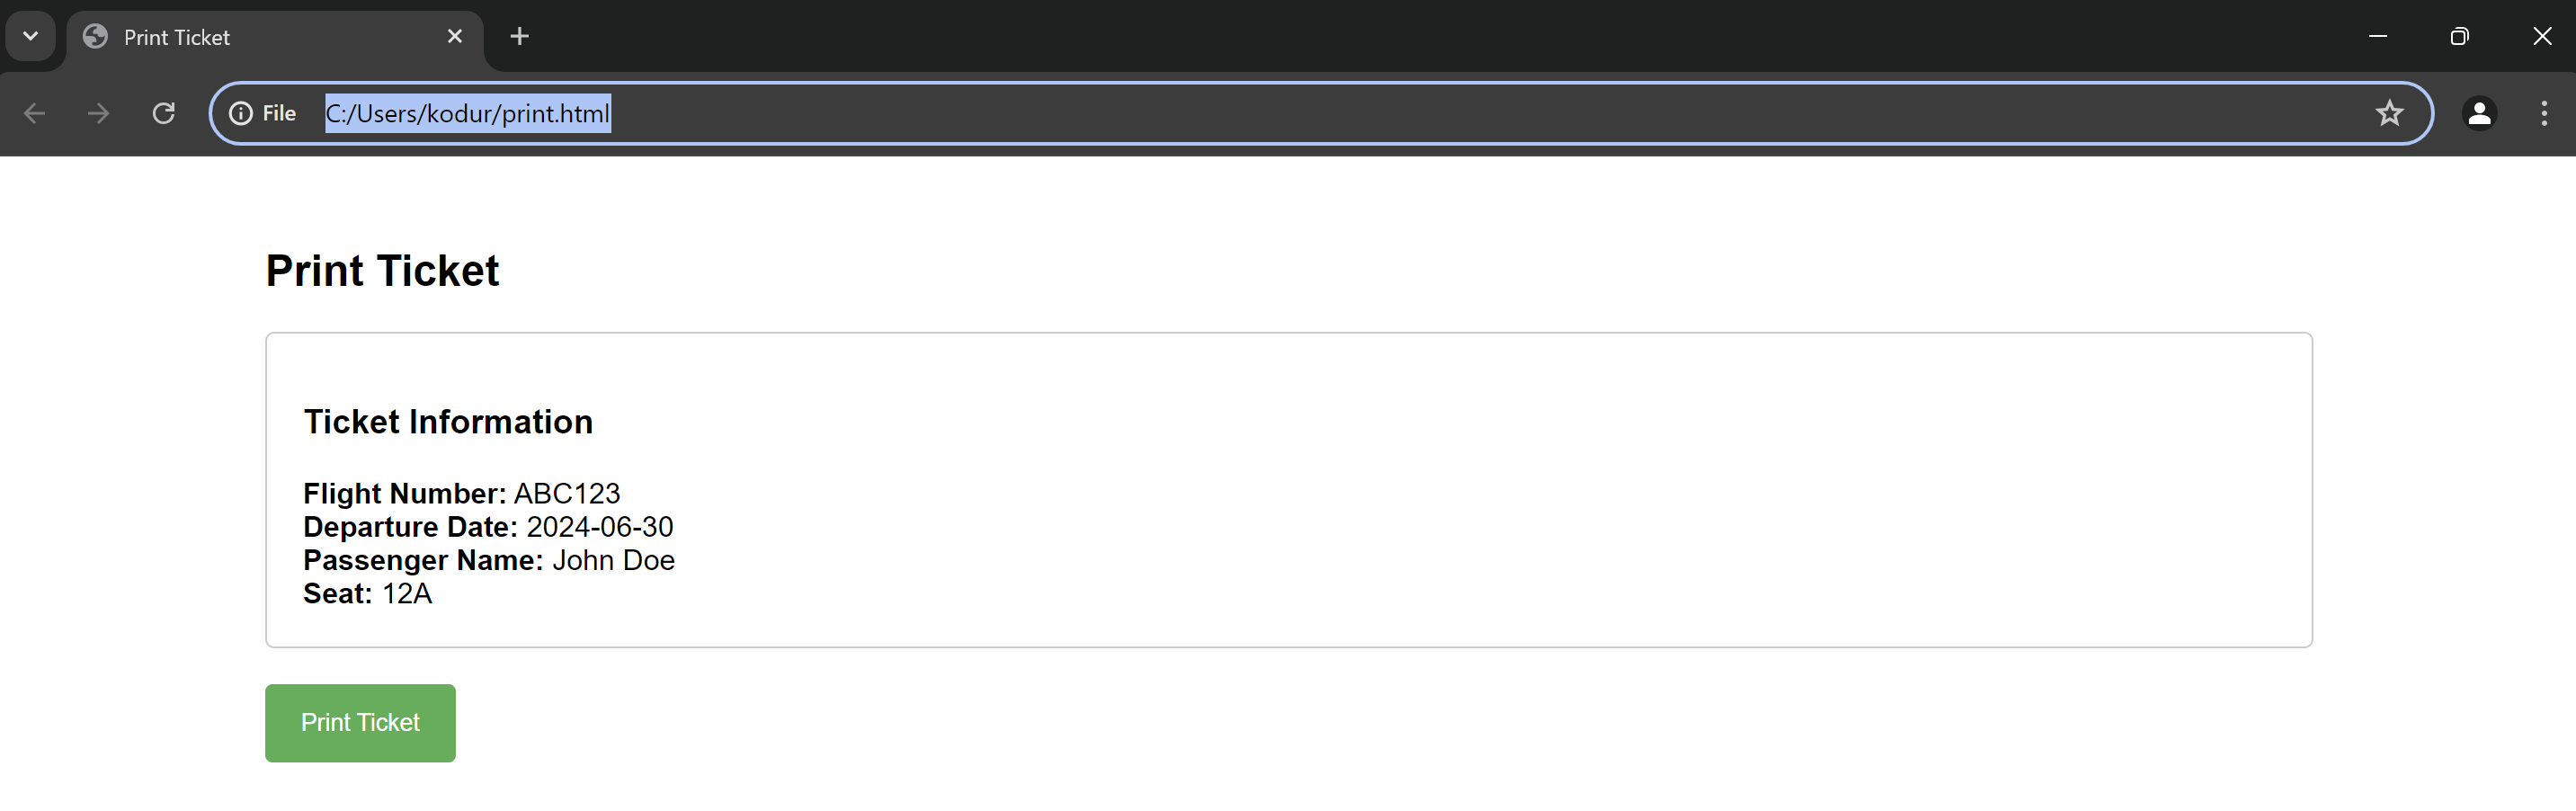 Print Ticket
File C:/Users/kodur/print.html
Print Ticket
Ticket Information
Flight Number: ABC123
Departure Date: 2024-06-30
Passenger Name: John Doe
Seat: 12A
Print Ticket